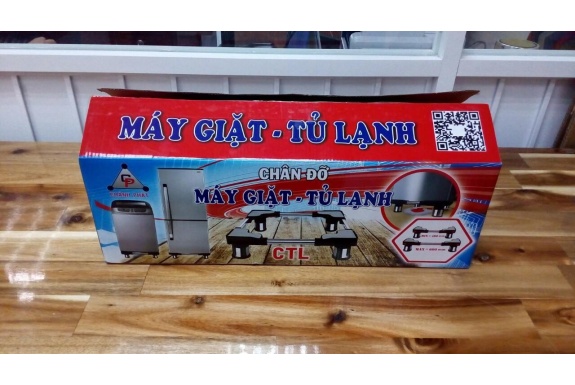 MÁY GIẶT - TỦ LẠNH
CHÂN ĐỠ
MÁY GIẶT - TỦ LẠNH
CTL